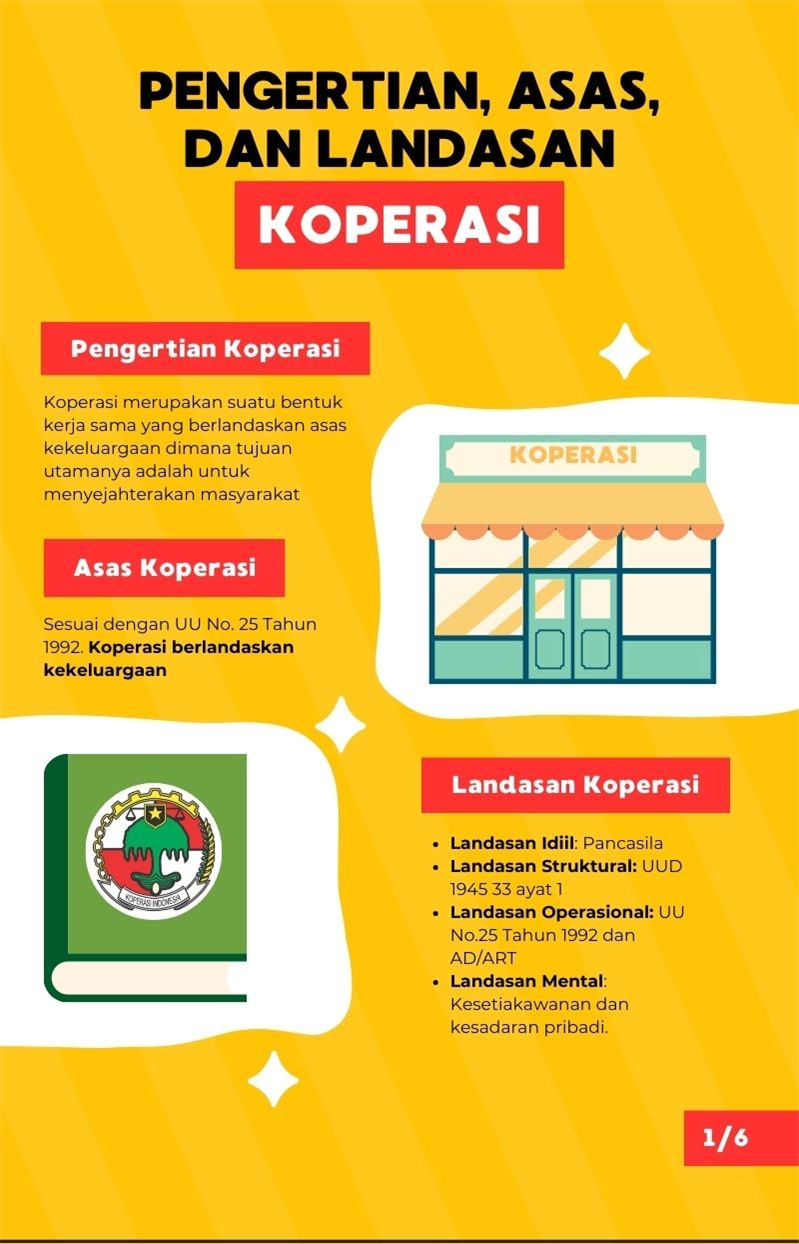 PENGERTIAN, ASAS,
DAN LANDASAN
KOPERASI
Pengertian Koperasi
Koperasi merupakan suatu bentuk
kerja sama yang berlandaskan asas
kekeluargaan dimana tujuan
utamanya adalah untuk
menyejahterakan masyarakat
KOPERASI
Asas Koperasi
Sesuai dengan UU No. 25 Tahun
1992. Koperasi berlandaskan
kekeluargaan
KOPERASI INDONESIA
Landasan Koperasi
• Landasan Idiil: Pancasila
• Landasan Struktural: UUD
1945 33 ayat 1
• Landasan Operasional: UU
No.25 Tahun 1992 dan
AD/ART
• Landasan Mental:
Kesetiakawanan dan
kesadaran pribadi.
1/6